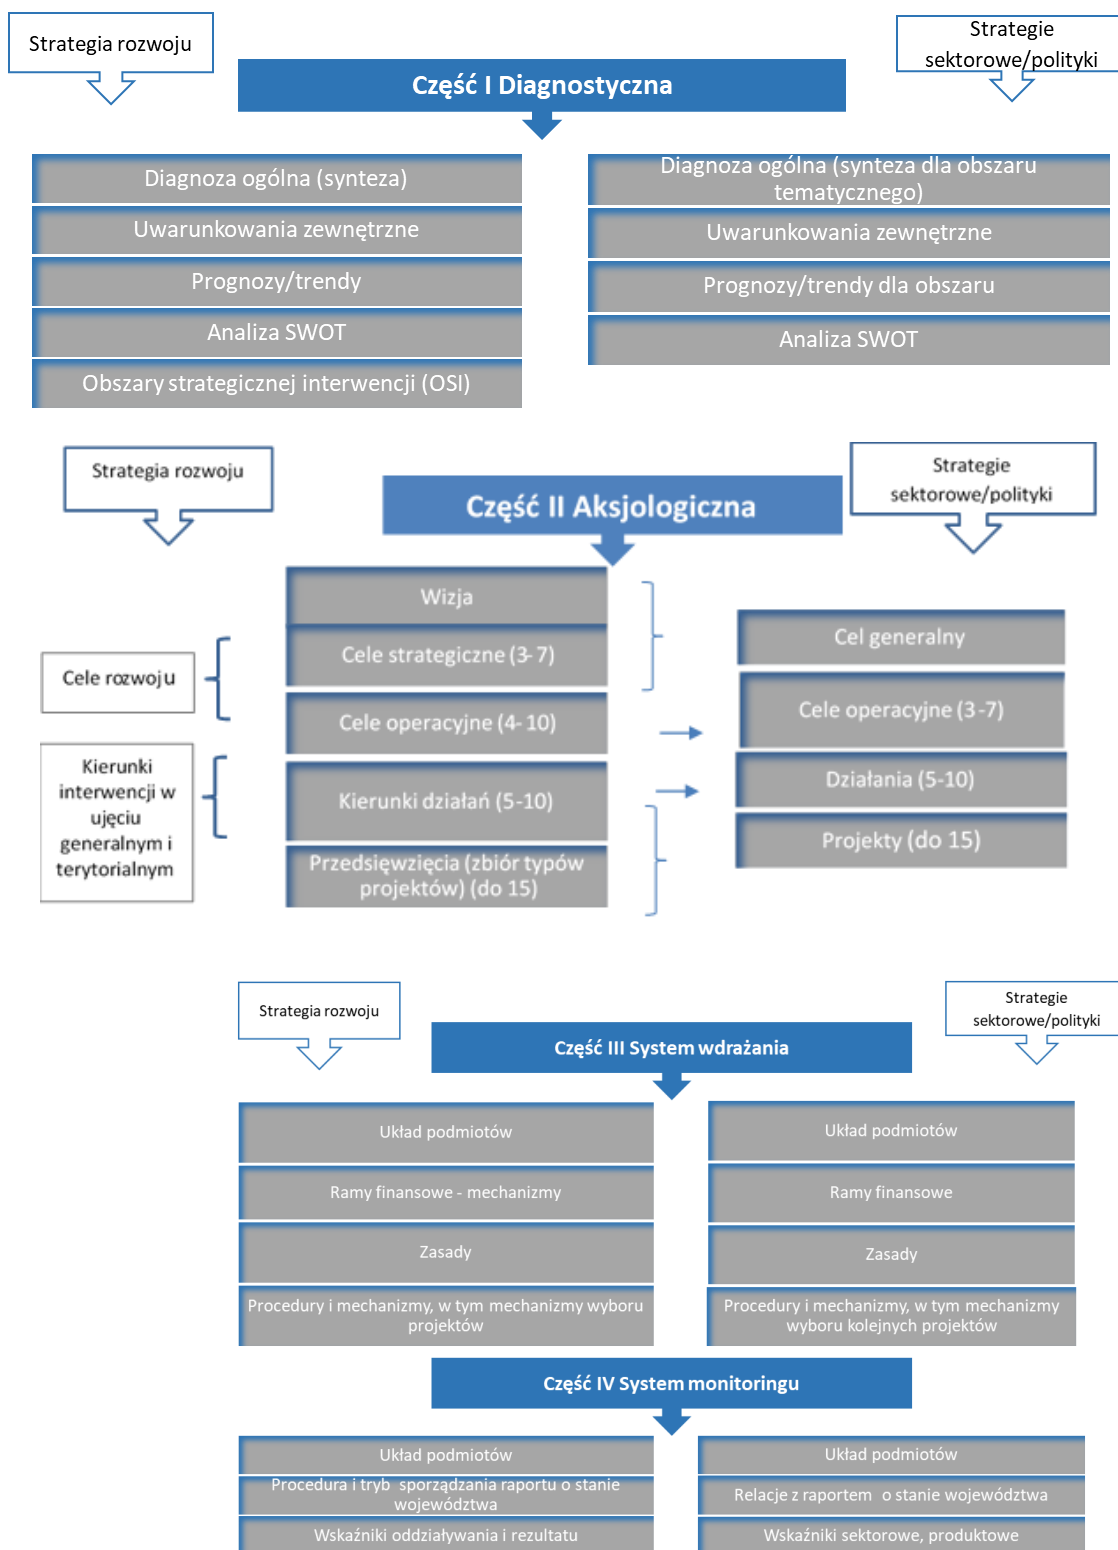 Strategia rozwoju
Strategie
sektorowe/polityki
Część I Diagnostyczna
Diagnoza ogólna (synteza)
Uwarunkowania zewnętrzne
Prognozy/trendy
Analiza SWOT
Obszary strategicznej interwencji (OSI)
Diagnoza ogólna (synteza dla obszaru
tematycznego)
Uwarunkowania zewnętrzne
Prognozy/trendy dla obszaru
Analiza SWOT
Strategia rozwoju
Strategie
sektorowe/polityki
Część II Aksjologiczna
Cele rozwoju
Kierunki
interwencji w
ujęciu
generalnym i
terytorialnym
Wizja
Cele strategiczne (3-7)
Cele operacyjne (4-10)
Kierunki działań (5-10)
Przedsięwzięcia (zbiór typów
projektów) (do 15)
Cel generalny
Cele operacyjne (3-7)
Działania (5-10)
Projekty (do 15)
Strategia rozwoju
Strategie
sektorowe/polityki
Część III System wdrażania
Układ podmiotów
Ramy finansowe - mechanizmy
Zasady
Procedury i mechanizmy, w tym mechanizmy wyboru
projektów
Układ podmiotów
Ramy finansowe
Zasady
Procedury i mechanizmy, w tym mechanizmy
wyboru kolejnych projektów
Część IV System monitoringu
Układ podmiotów
Procedura i tryb sporządzania raportu o stanie
województwa
Wskaźniki oddziaływania i rezultatu
Układ podmiotów
Relacje z raportem o stanie województwa
Wskaźniki sektorowe, produktowe